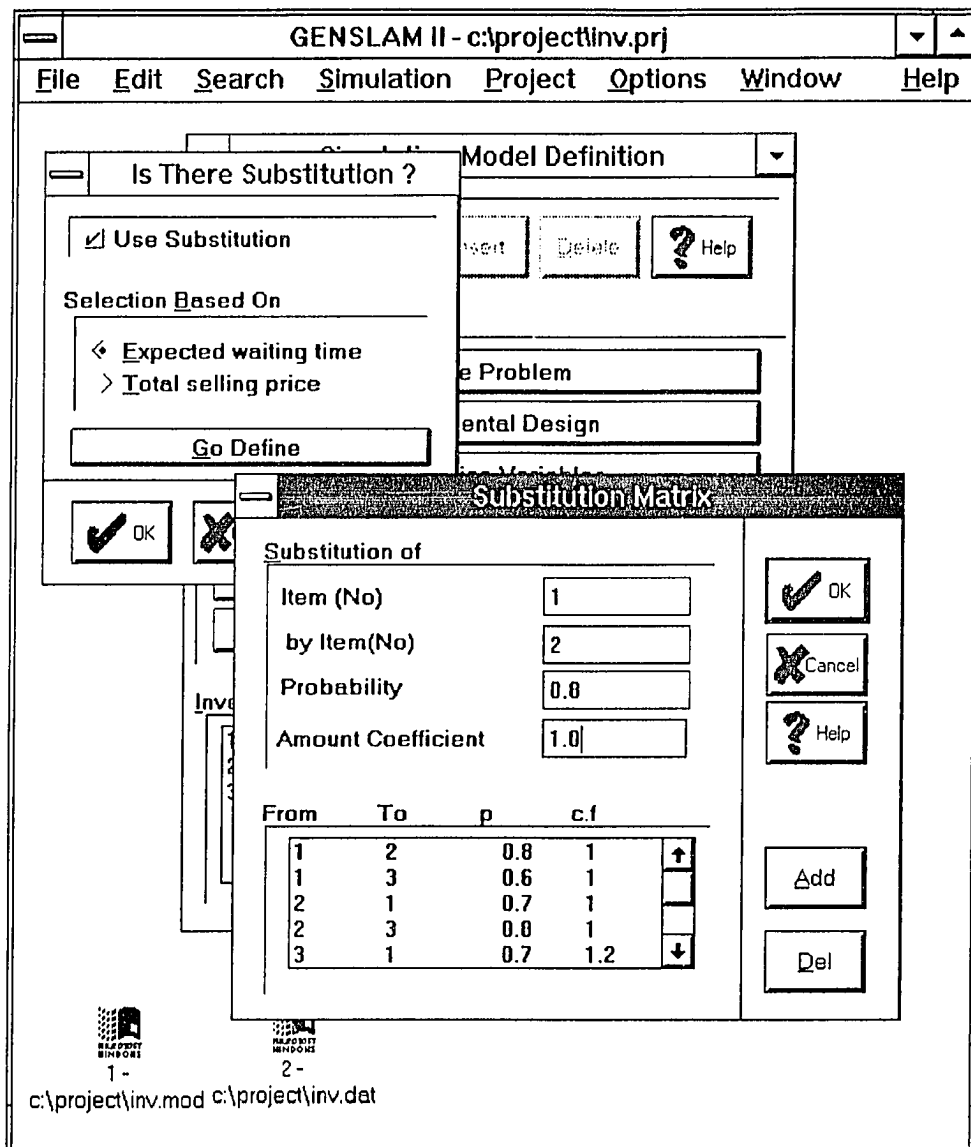 GENSLAM II - c:\project\inv.prj
File Edit Search Simulation Project Options Window Help
Model Definition
Is There Substitution ?
Use Substitution
Delete
Help
Selection Based On
Expected waiting time
Total selling price
e Problem
ental Design
Go Define
OK
Substitution Matrix
Substitution of
Item (No) 1
by Item(No) 2
Probability 0.8
Amount Coefficient 1.0
OK
Cancel
Help
From To p c.f
1 2 0.8 1
1 3 0.6 1
2 1 0.7 1
2 3 0.8 1
3 1 0.7 1.2
Add
Del
MICROSOFT
WINDOWS
1 -
c:\project\inv.mod
MICROSOFT
WINDOWS
2 -
c:\project\inv.dat